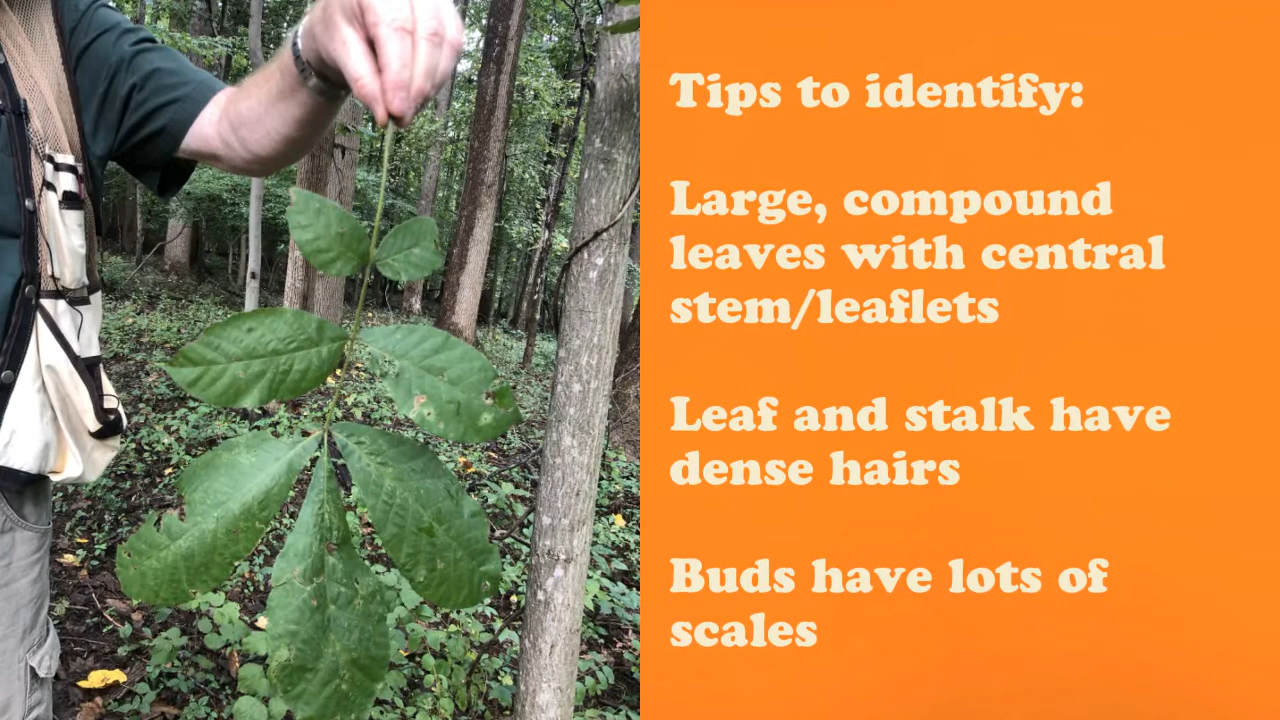 Tips to identify:
Large, compound
leaves with central
stem/leaflets
Leaf and stalk have
dense hairs
Buds have lots of
scales